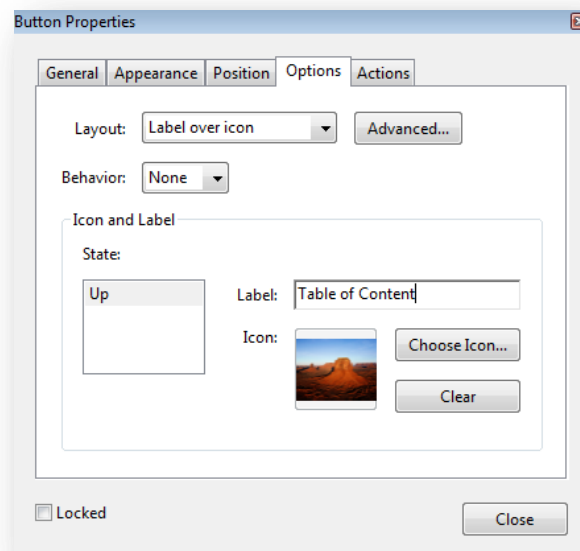 Button Properties
General Appearance Position Options Actions
Layout: Label over icon Advanced...
Behavior: None
Icon and Label
State:
Up Label: Table of Content
Icon: Choose Icon...
Clear
Locked
Close